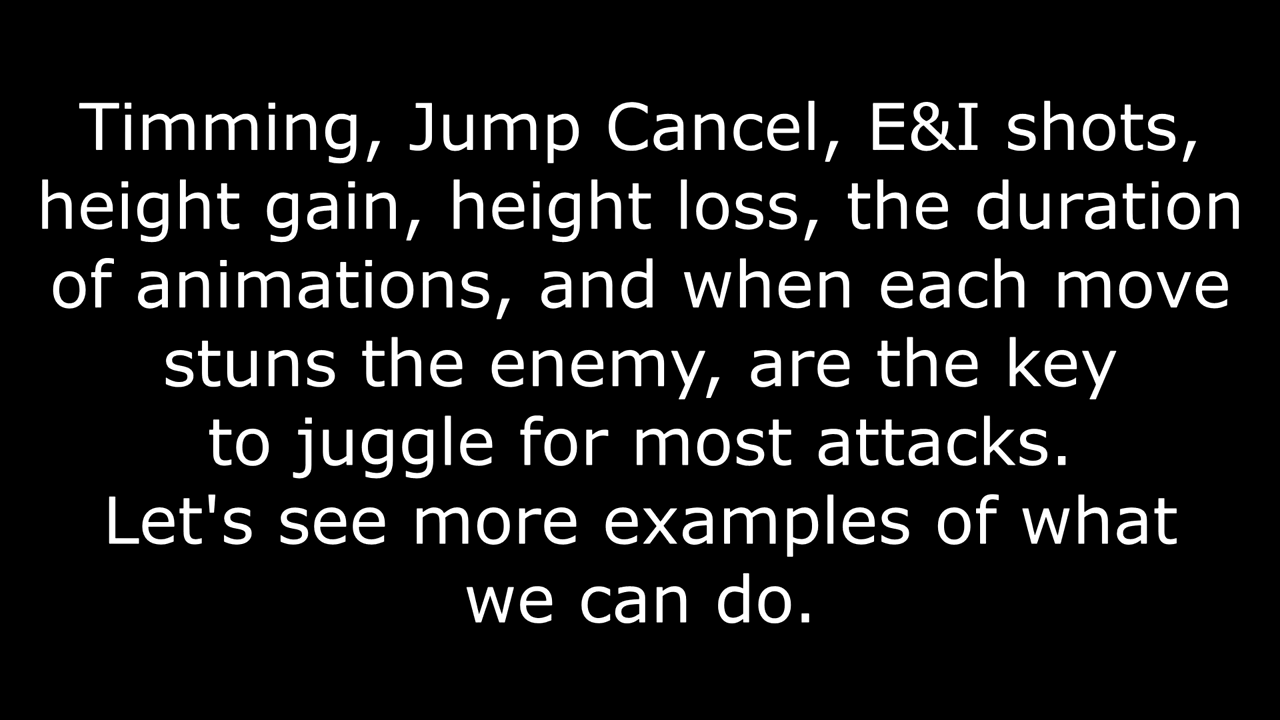 Timming, Jump Cancel, E&I shots,
height gain, height loss, the duration
of animations, and when each move
stuns the enemy, are the key
to juggle for most attacks.
Let's see more examples of what
we can do.